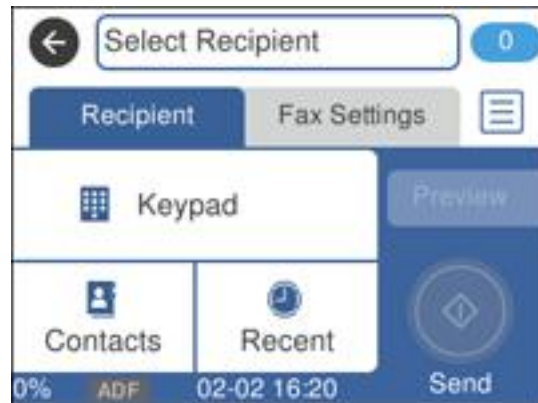 Select Recipient
0
Recipient
Fax Settings
Keypad
Preview
Contacts
Recent
Send
0%
ADF
02-02 16:20